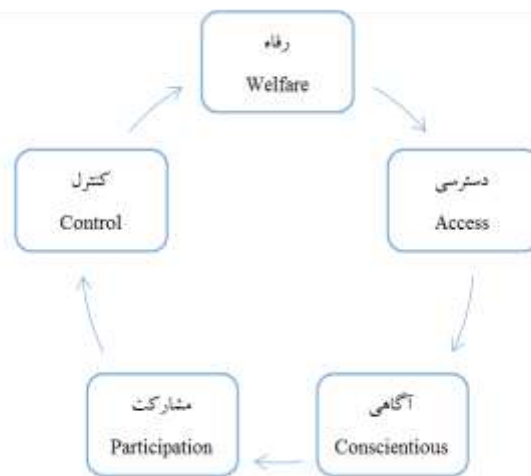 رفاه
Welfare
دسترسی
Access
آگاهی
Conscientious
مشارکت
Participation
کنترل
Control